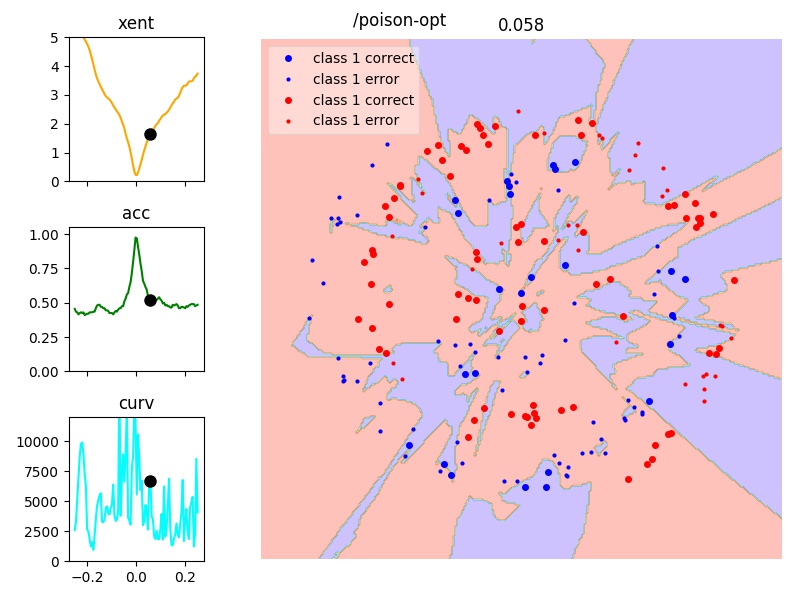 xent
5
4
3
2
1
0
acc
1.00
0.75
0.50
0.25
0.00
curv
10000
7500
5000
2500
0
−0.2
0.0
0.2
/poison-opt
0.058
class 1 correct
class 1 error
class 1 correct
class 1 error